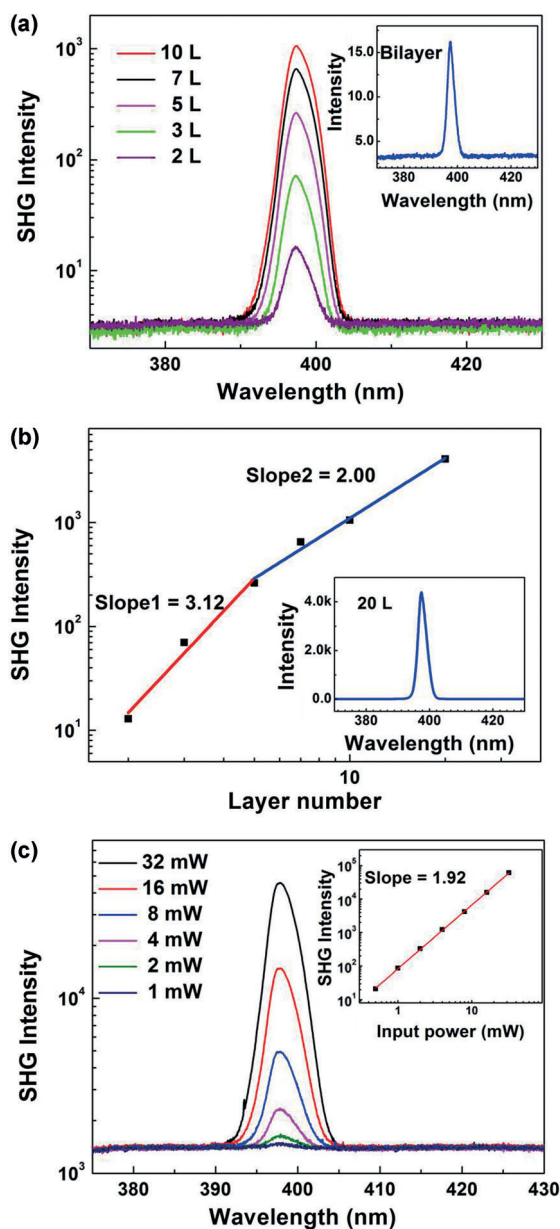 (a)
SHG Intensity
10³
10²
10¹
10 L
7 L
5 L
3 L
2 L
380
400
420
Wavelength (nm)
Bilayer
Intensity
15.0
10.0
5.0
380
400
420
Wavelength (nm)
(b)
SHG Intensity
10³
10²
10¹
Slope2 = 2.00
Slope1 = 3.12
10
Layer number
20 L
Intensity
4.0k
2.0k
0.0
380
400
420
Wavelength (nm)
(c)
SHG Intensity
10⁴
10³
32 mW
16 mW
8 mW
4 mW
2 mW
1 mW
380
390
400
410
420
430
Wavelength (nm)
Slope = 1.92
SHG Intensity
10⁵
10⁴
10³
10²
10¹
1
10
Input power (mW)